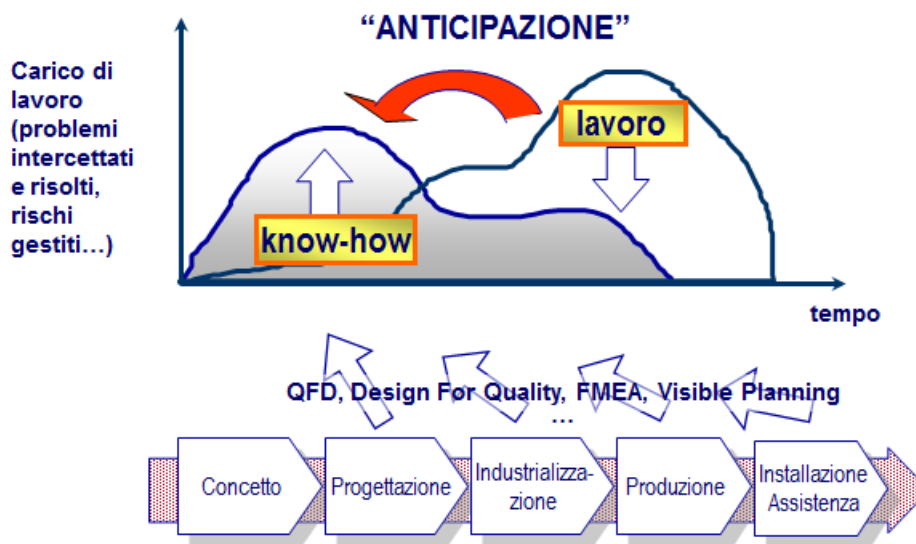 “ANTICIPAZIONE”
Carico di
lavoro
(problemi
intercettati
e risolti,
rischi
gestiti…)
lavoro
know-how
tempo
QFD, Design For Quality, FMEA, Visible Planning
…
Concetto
Progettazione
Industrializza-
azione
Produzione
Installazione
Assistenza